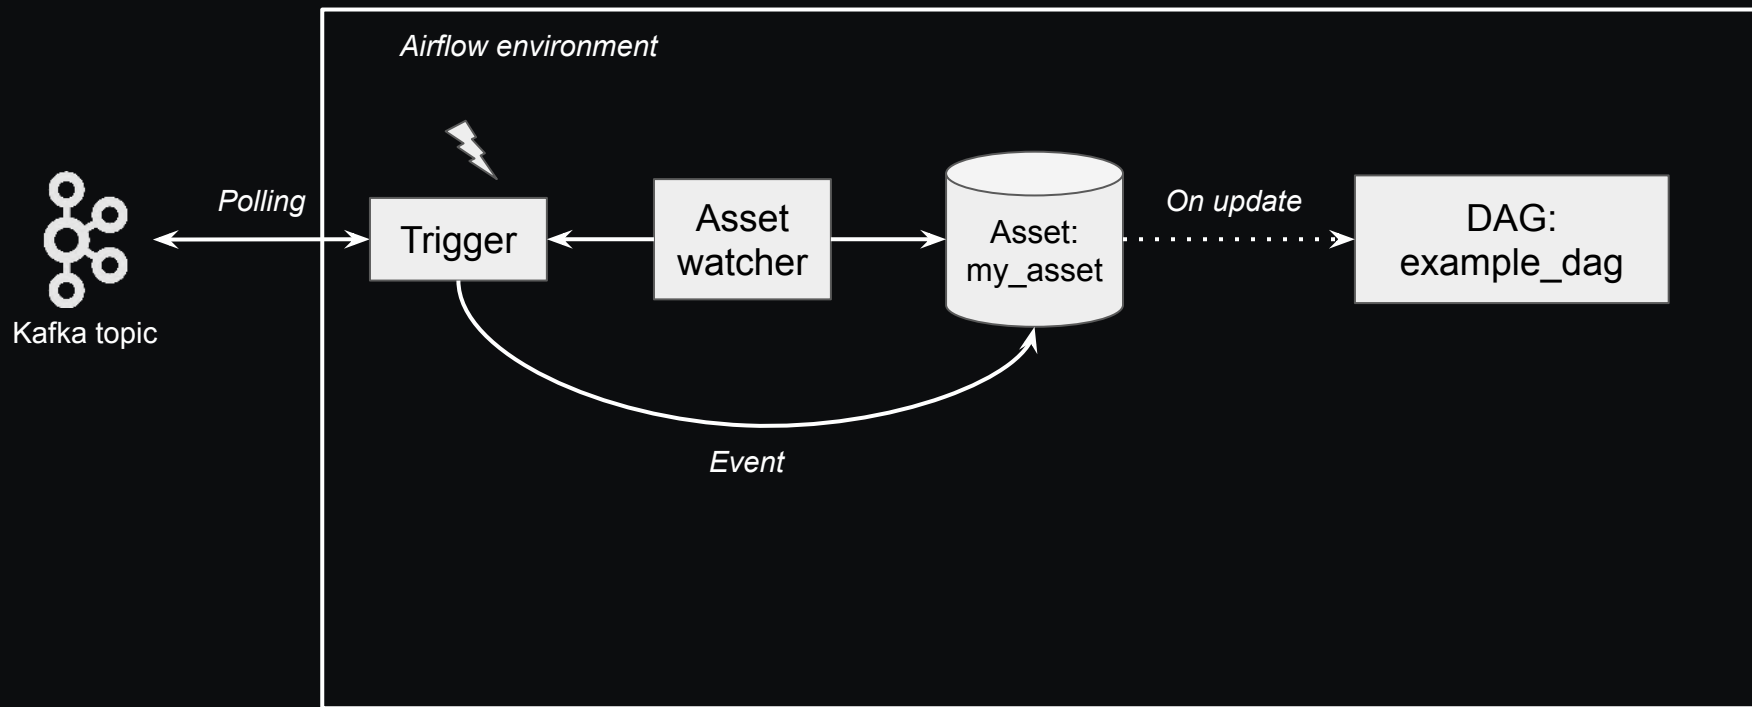 Airflow environment
Polling
Kafka topic
Trigger
Asset
watcher
Asset:
my_asset
On update
DAG:
example_dag
Event